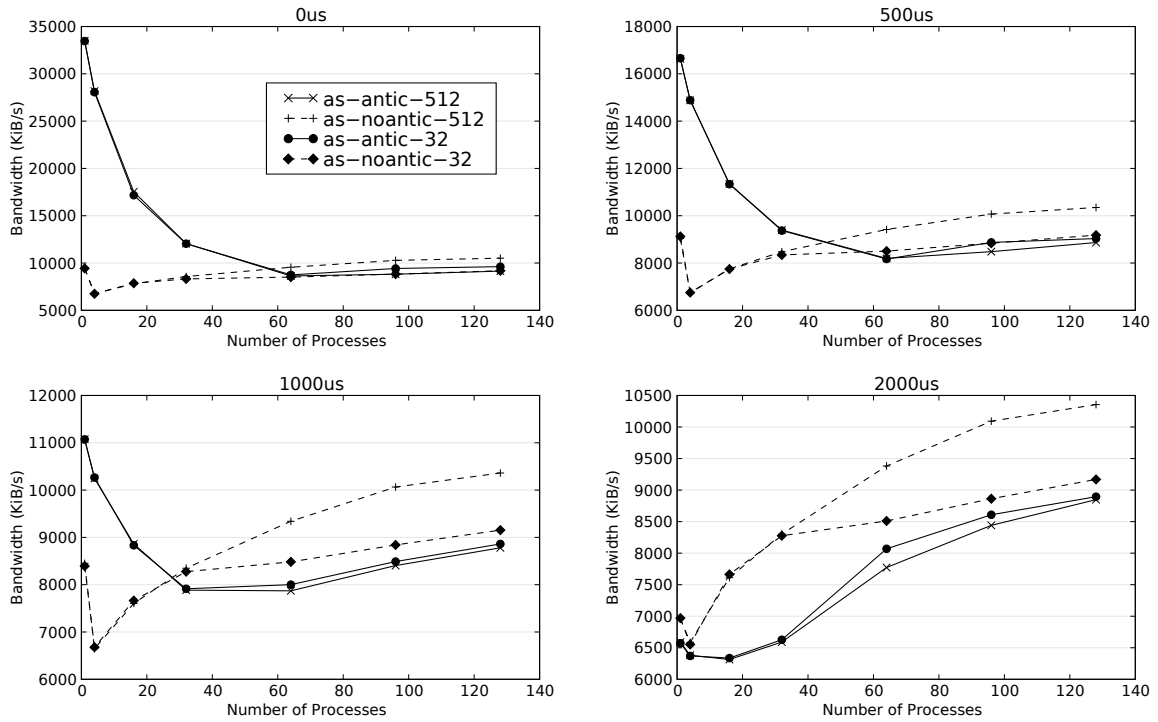 0us
35000
30000
25000
20000
15000
10000
5000
Bandwidth (KiB/s)
as−antic−512
as−noantic−512
as−antic−32
as−noantic−32
0 20 40 60 80 100 120 140
Number of Processes
500us
18000
16000
14000
12000
10000
8000
6000
Bandwidth (KiB/s)
0 20 40 60 80 100 120 140
Number of Processes
1000us
12000
11000
10000
9000
8000
7000
6000
Bandwidth (KiB/s)
0 20 40 60 80 100 120 140
Number of Processes
2000us
10500
10000
9500
9000
8500
8000
7500
7000
6500
6000
Bandwidth (KiB/s)
0 20 40 60 80 100 120 140
Number of Processes